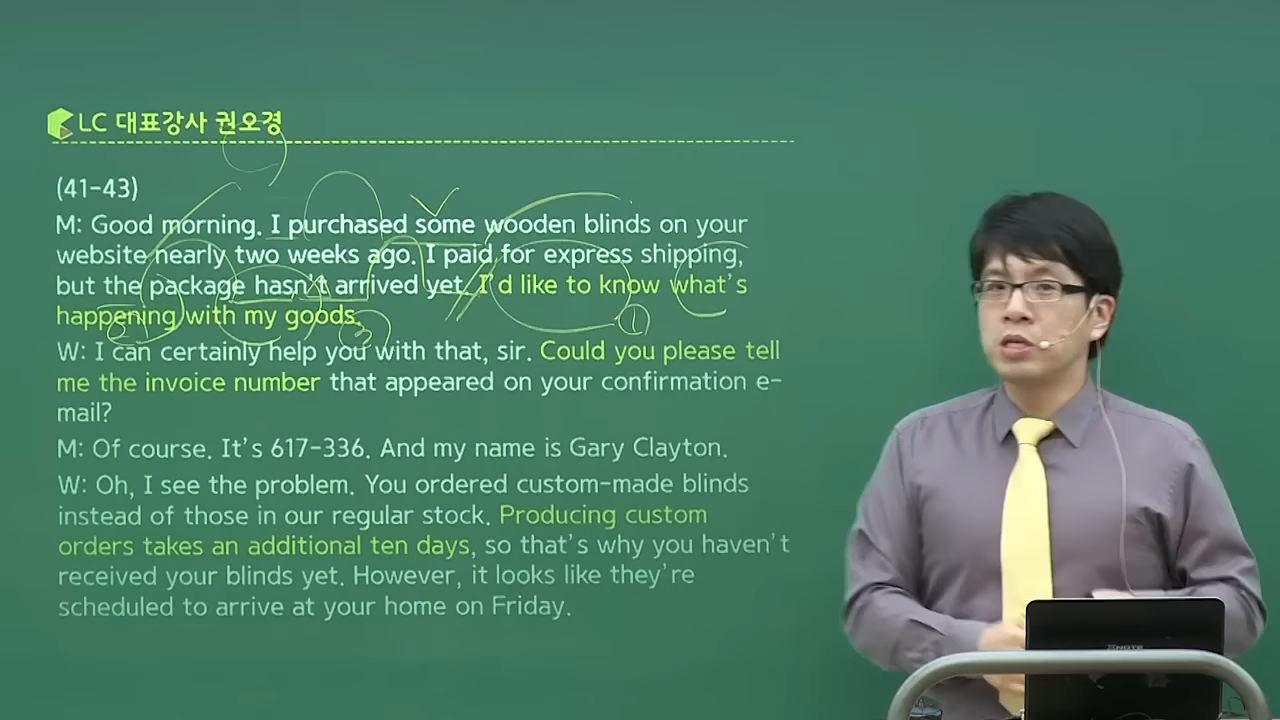 LC 대표강사 권오경
(41-43)
M: Good morning. I purchased some wooden blinds on your
website nearly two weeks ago. I paid for express shipping,
but the package hasn't arrived yet. I'd like to know what's
happening with my goods.
W: I can certainly help you with that, sir. Could you please tell
me the invoice number that appeared on your confirmation e-
mail?
M: Of course. It's 617-336. And my name is Gary Clayton.
W: Oh, I see the problem. You ordered custom-made blinds
instead of those in our regular stock. Producing custom
orders takes an additional ten days, so that's why you haven't
received your blinds yet. However, it looks like they're
scheduled to arrive at your home on Friday.
①
②
③
XNOTE